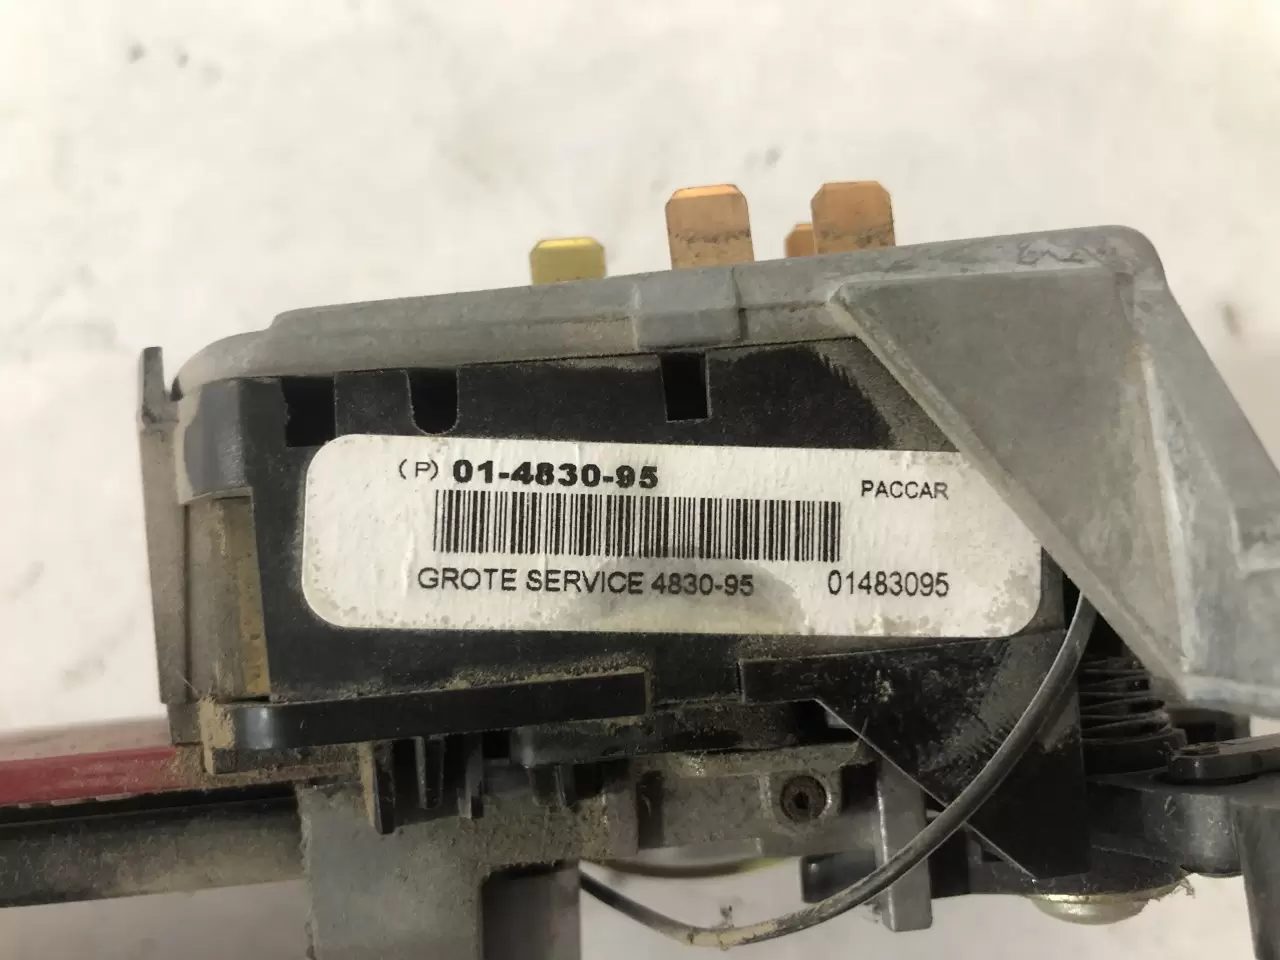 (P) 01-4830-95
PACCAR
GROTE SERVICE 4830-95 01483095